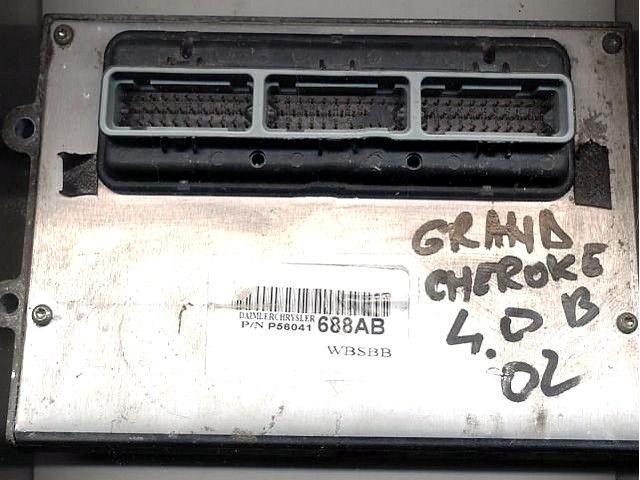 DAIMLERCHRYSLER
P/N P56041 688AB
WBSBB
GRAND
CHEROKE
4.0 B
02